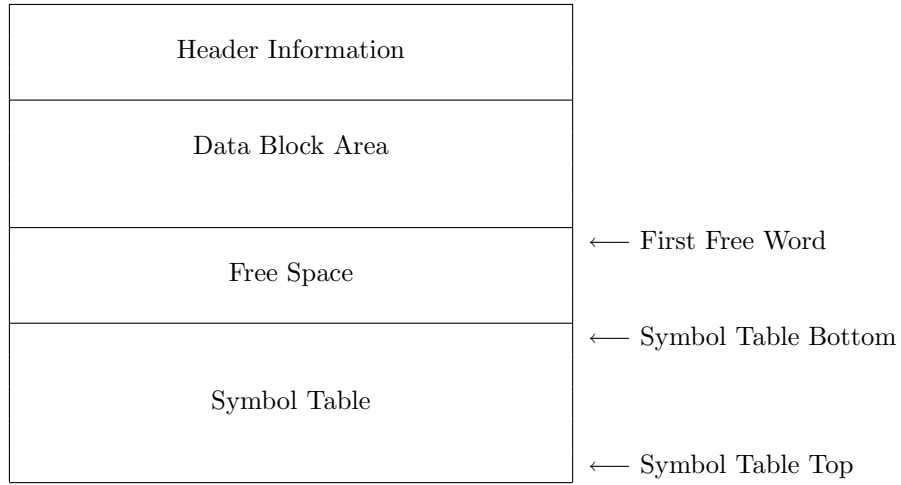 Header Information
Data Block Area
← First Free Word
Free Space
← Symbol Table Bottom
Symbol Table
← Symbol Table Top